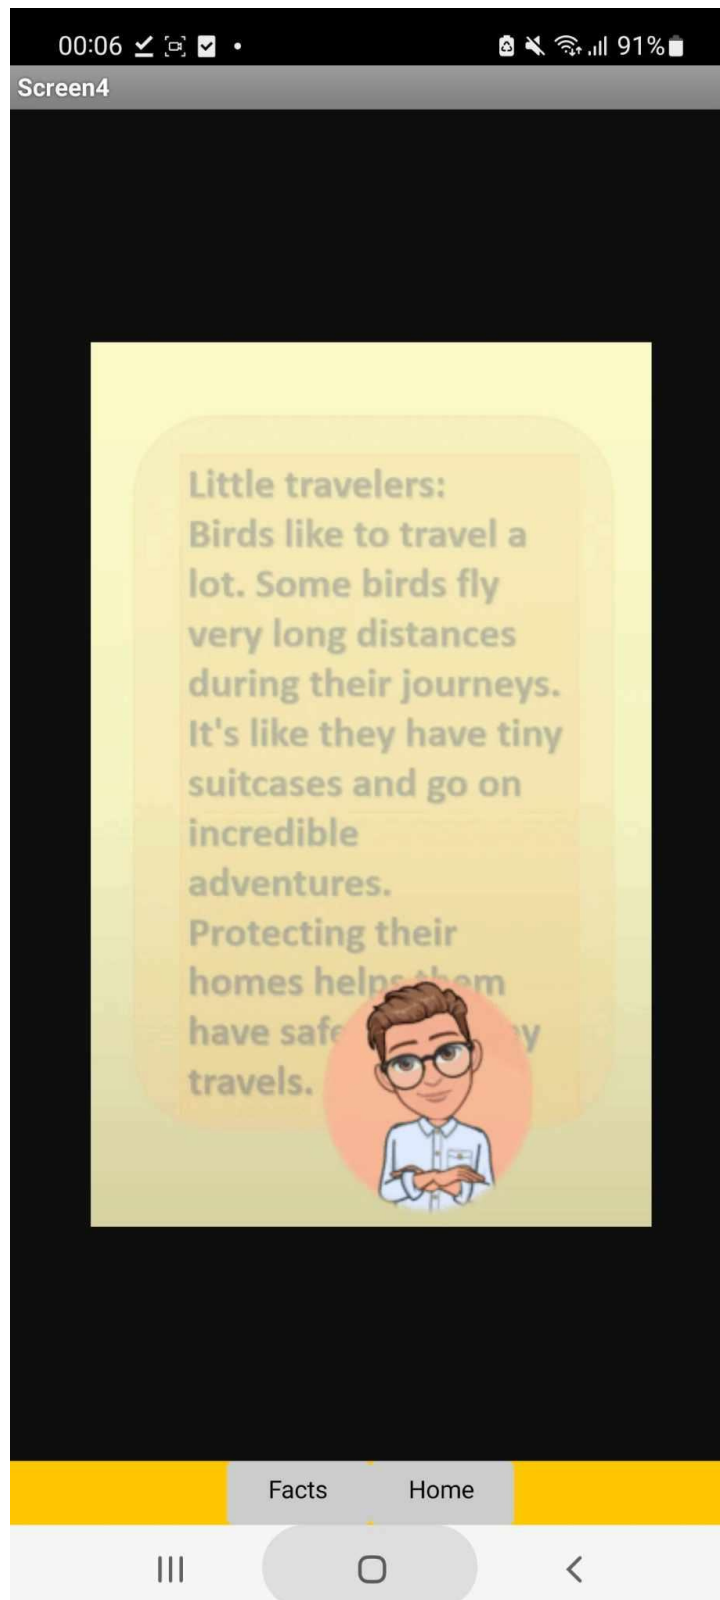 00:06
91%
Screen4
Little travelers:
Birds like to travel a
lot. Some birds fly
very long distances
during their journeys.
It's like they have tiny
suitcases and go on
incredible
adventures.
Protecting their
homes helps them
have safe
travels.
Facts Home